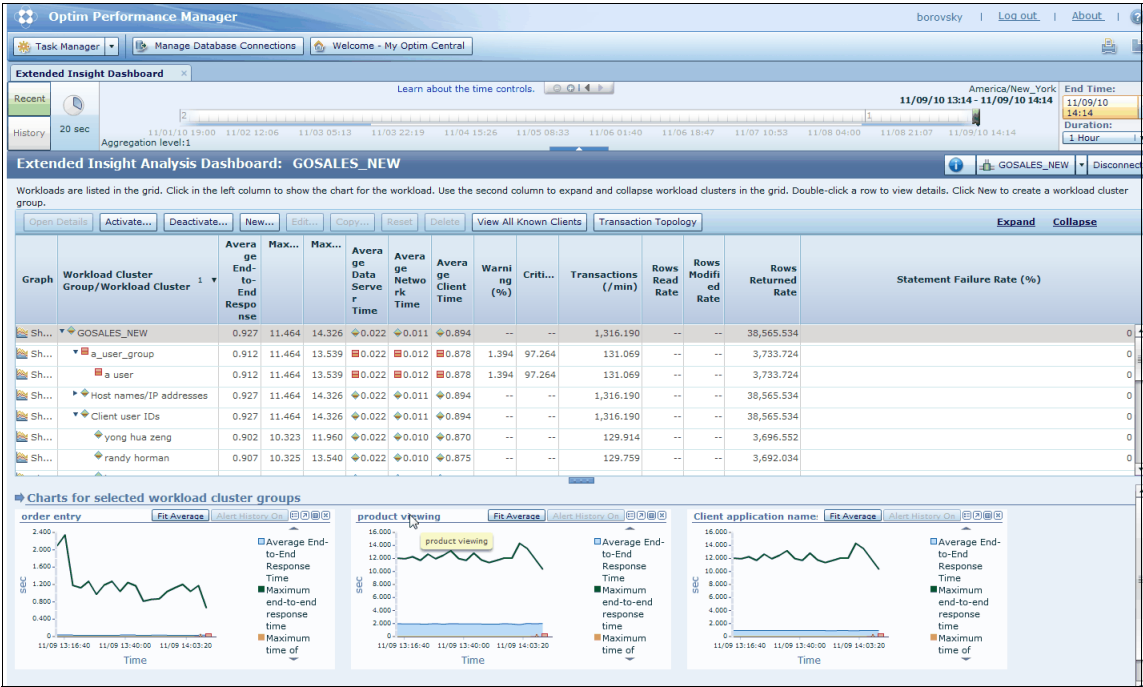 Optim Performance Manager
borovsky | Log out | About |
Task Manager
Manage Database Connections
Welcome - My Optim Central
Extended Insight Dashboard ×
Recent
History
20 sec
Learn about the time controls.
America/New_York
11/09/10 13:14 - 11/09/10 14:14
End Time:
11/09/10
14:14
Duration:
1 Hour
2
1
11/01/10 19:00 11/02 12:06 11/03 05:13 11/03 22:19 11/04 15:26 11/05 08:33 11/06 01:40 11/06 18:47 11/07 10:53 11/08 04:00 11/08 21:07 11/09/10 14:14
Aggregation level:1
Extended Insight Analysis Dashboard: GOSALES_NEW
GOSALES_NEW
Disconnect
Workloads are listed in the grid. Click in the left column to show the chart for the workload. Use the second column to expand and collapse workload clusters in the grid. Double-click a row to view details. Click New to create a workload cluster
group.
Open Details Activate... Deactivate... New... Edit... Copy... Reset Delete View All Known Clients Transaction Topology Expand Collapse
Graph
Workload Cluster
Group/Workload Cluster 1
Avera
ge
End-
to-
End
Respo
nse
Max...
Max...
Avera
ge
Data
Serve
r
Time
Avera
ge
Netwo
rk
Time
Avera
ge
Client
Time
Warni
ng
(%)
Criti...
Transactions
(/min)
Rows
Read
Rate
Rows
Modifi
ed
Rate
Rows
Returned
Rate
Statement Failure Rate (%)
Sh... GOSALES_NEW 0.927 11.464 14.326 0.022 0.011 0.894 -- -- 1,316.190 -- -- 38,565.534 0
Sh... a_user_group 0.912 11.464 13.539 0.022 0.012 0.878 1.394 97.264 131.069 -- -- 3,733.724 0
Sh... a user 0.912 11.464 13.539 0.022 0.012 0.878 1.394 97.264 131.069 -- -- 3,733.724 0
Sh... Host names/IP addresses 0.927 11.464 14.326 0.022 0.011 0.894 -- -- 1,316.190 -- -- 38,565.534 0
Sh... Client user IDs 0.927 11.464 14.326 0.022 0.011 0.894 -- -- 1,316.190 -- -- 38,565.534 0
Sh... yong hua zeng 0.902 10.323 11.960 0.022 0.010 0.870 -- -- 129.914 -- -- 3,696.552 0
Sh... randy horman 0.907 10.325 13.540 0.022 0.010 0.875 -- -- 129.759 -- -- 3,692.034 0
Charts for selected workload cluster groups
order entry Fit Average Alert History On
2.400
2.000
1.600
1.200
0.800
0.400
0
sec
11/09 13:16:40 11/09 13:40:00 11/09 14:03:20
Time
Average End-
to-End
Response
Time
Maximum
end-to-end
response
time
Maximum
time of
product viewing Fit Average Alert History On
product viewing
16.000
14.000
12.000
10.000
8.000
6.000
4.000
2.000
0
sec
11/09 13:16:40 11/09 13:40:00 11/09 14:03:20
Time
Average End-
to-End
Response
Time
Maximum
end-to-end
response
time
Maximum
time of
Client application names Fit Average Alert History On
16.000
14.000
12.000
10.000
8.000
6.000
4.000
2.000
0
sec
11/09 13:16:40 11/09 13:40:00 11/09 14:03:20
Time
Average End-
to-End
Response
Time
Maximum
end-to-end
response
time
Maximum
time of